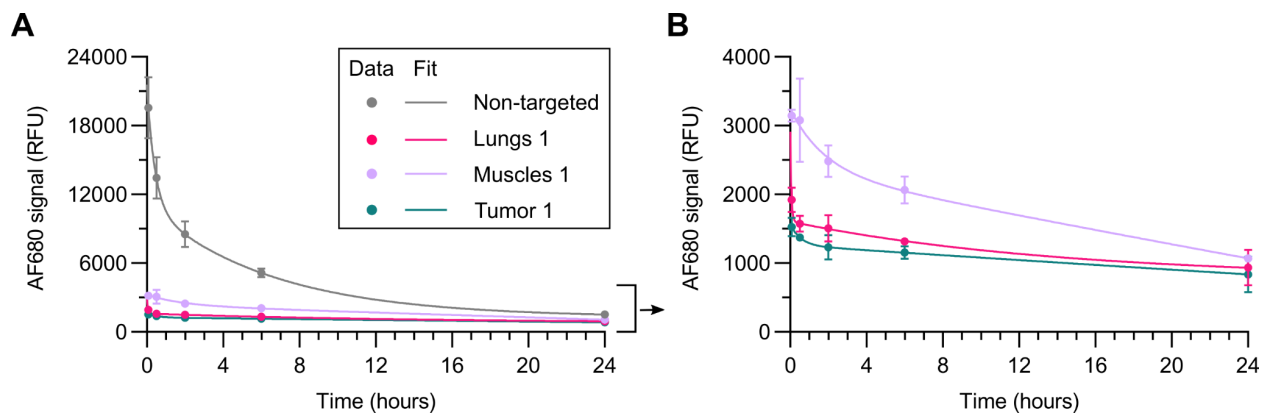 A
B
24000
18000
12000
6000
0
AF680 signal (RFU)
0 4 8 12 16 20 24
Time (hours)
Data Fit
Non-targeted
Lungs 1
Muscles 1
Tumor 1
4000
3000
2000
1000
0
AF680 signal (RFU)
0 4 8 12 16 20 24
Time (hours)